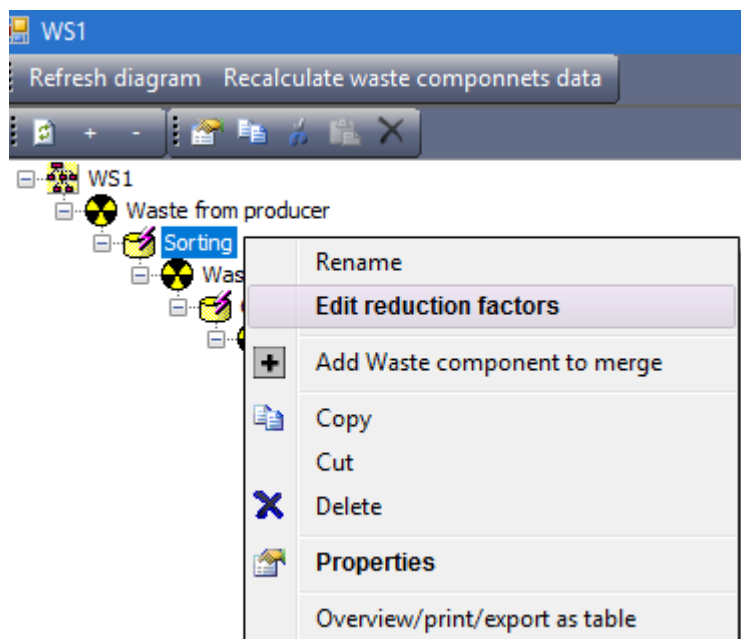 WS1
Refresh diagram Recalculate waste componnets data
+ -
WS1
Waste from producer
Sorting
Was
Rename
Edit reduction factors
Add Waste component to merge
Copy
Cut
Delete
Properties
Overview/print/export as table